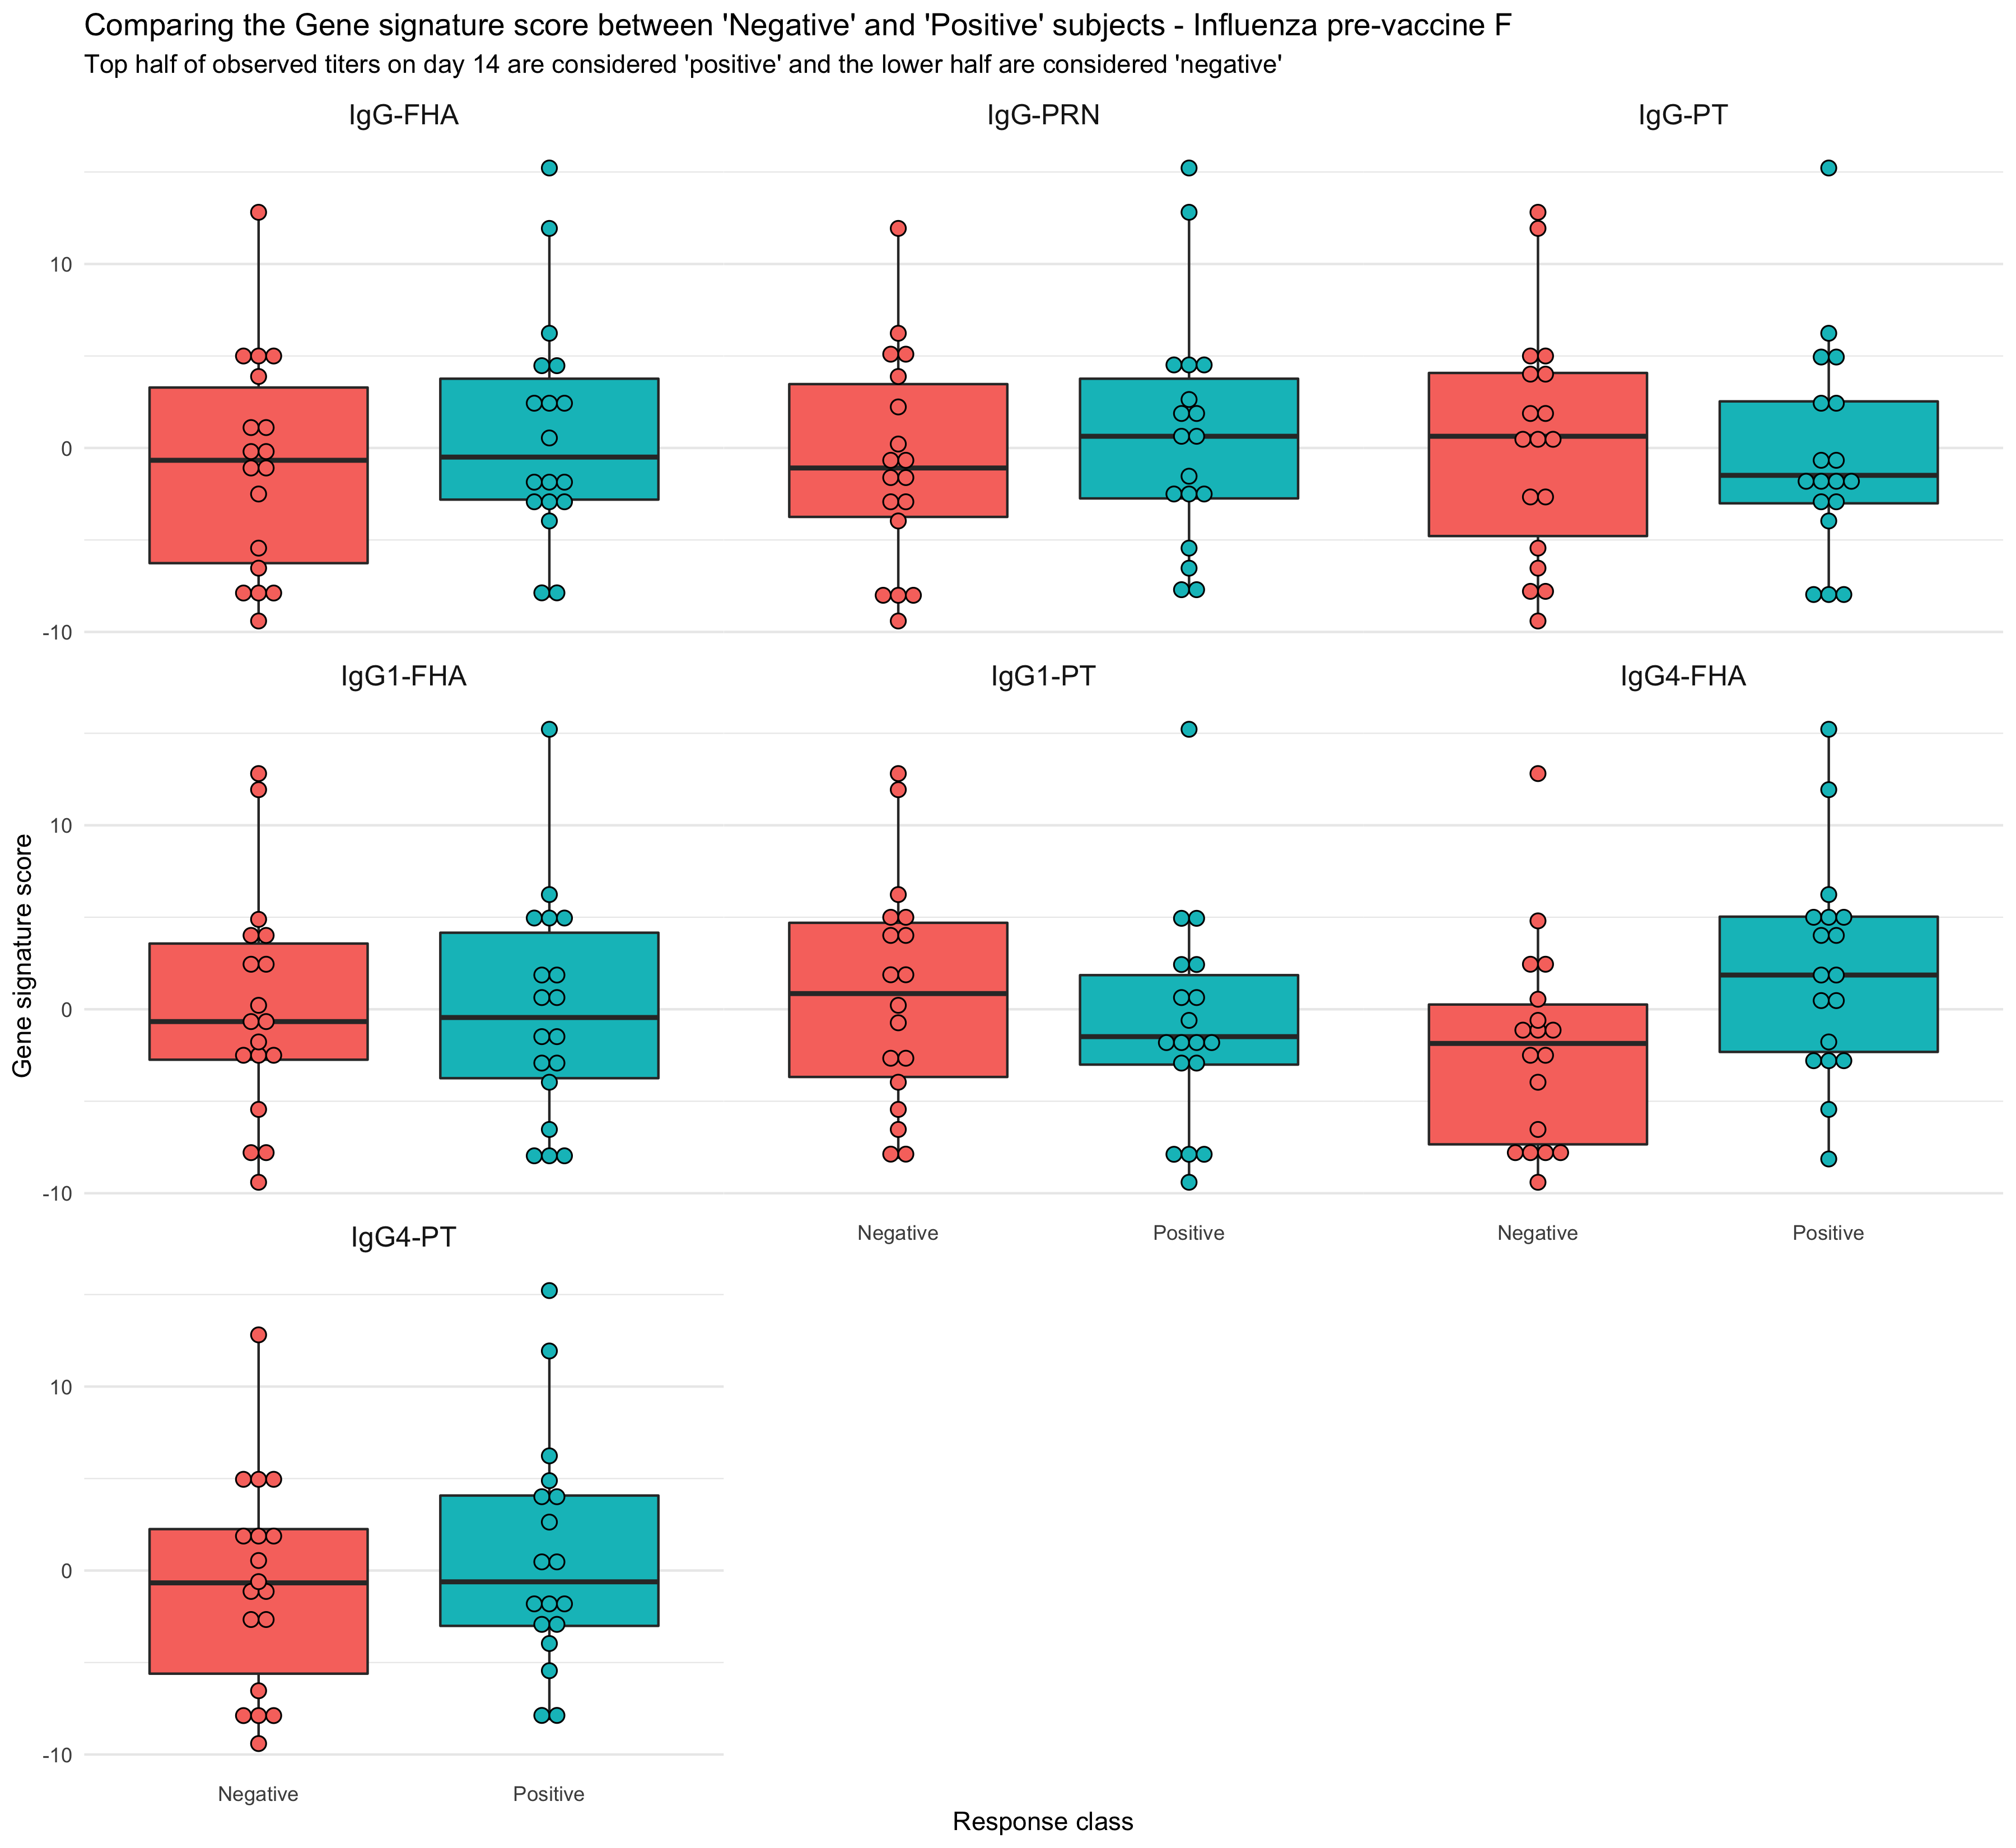 Comparing the Gene signature score between 'Negative' and 'Positive' subjects - Influenza pre-vaccine F
Top half of observed titers on day 14 are considered 'positive' and the lower half are considered 'negative'
IgG-FHA
IgG-PRN
IgG-PT
10
0
-10
IgG1-FHA
IgG1-PT
IgG4-FHA
Gene signature score
10
0
-10
Negative
Positive
Negative
Positive
IgG4-PT
10
0
-10
Negative
Positive
Response class